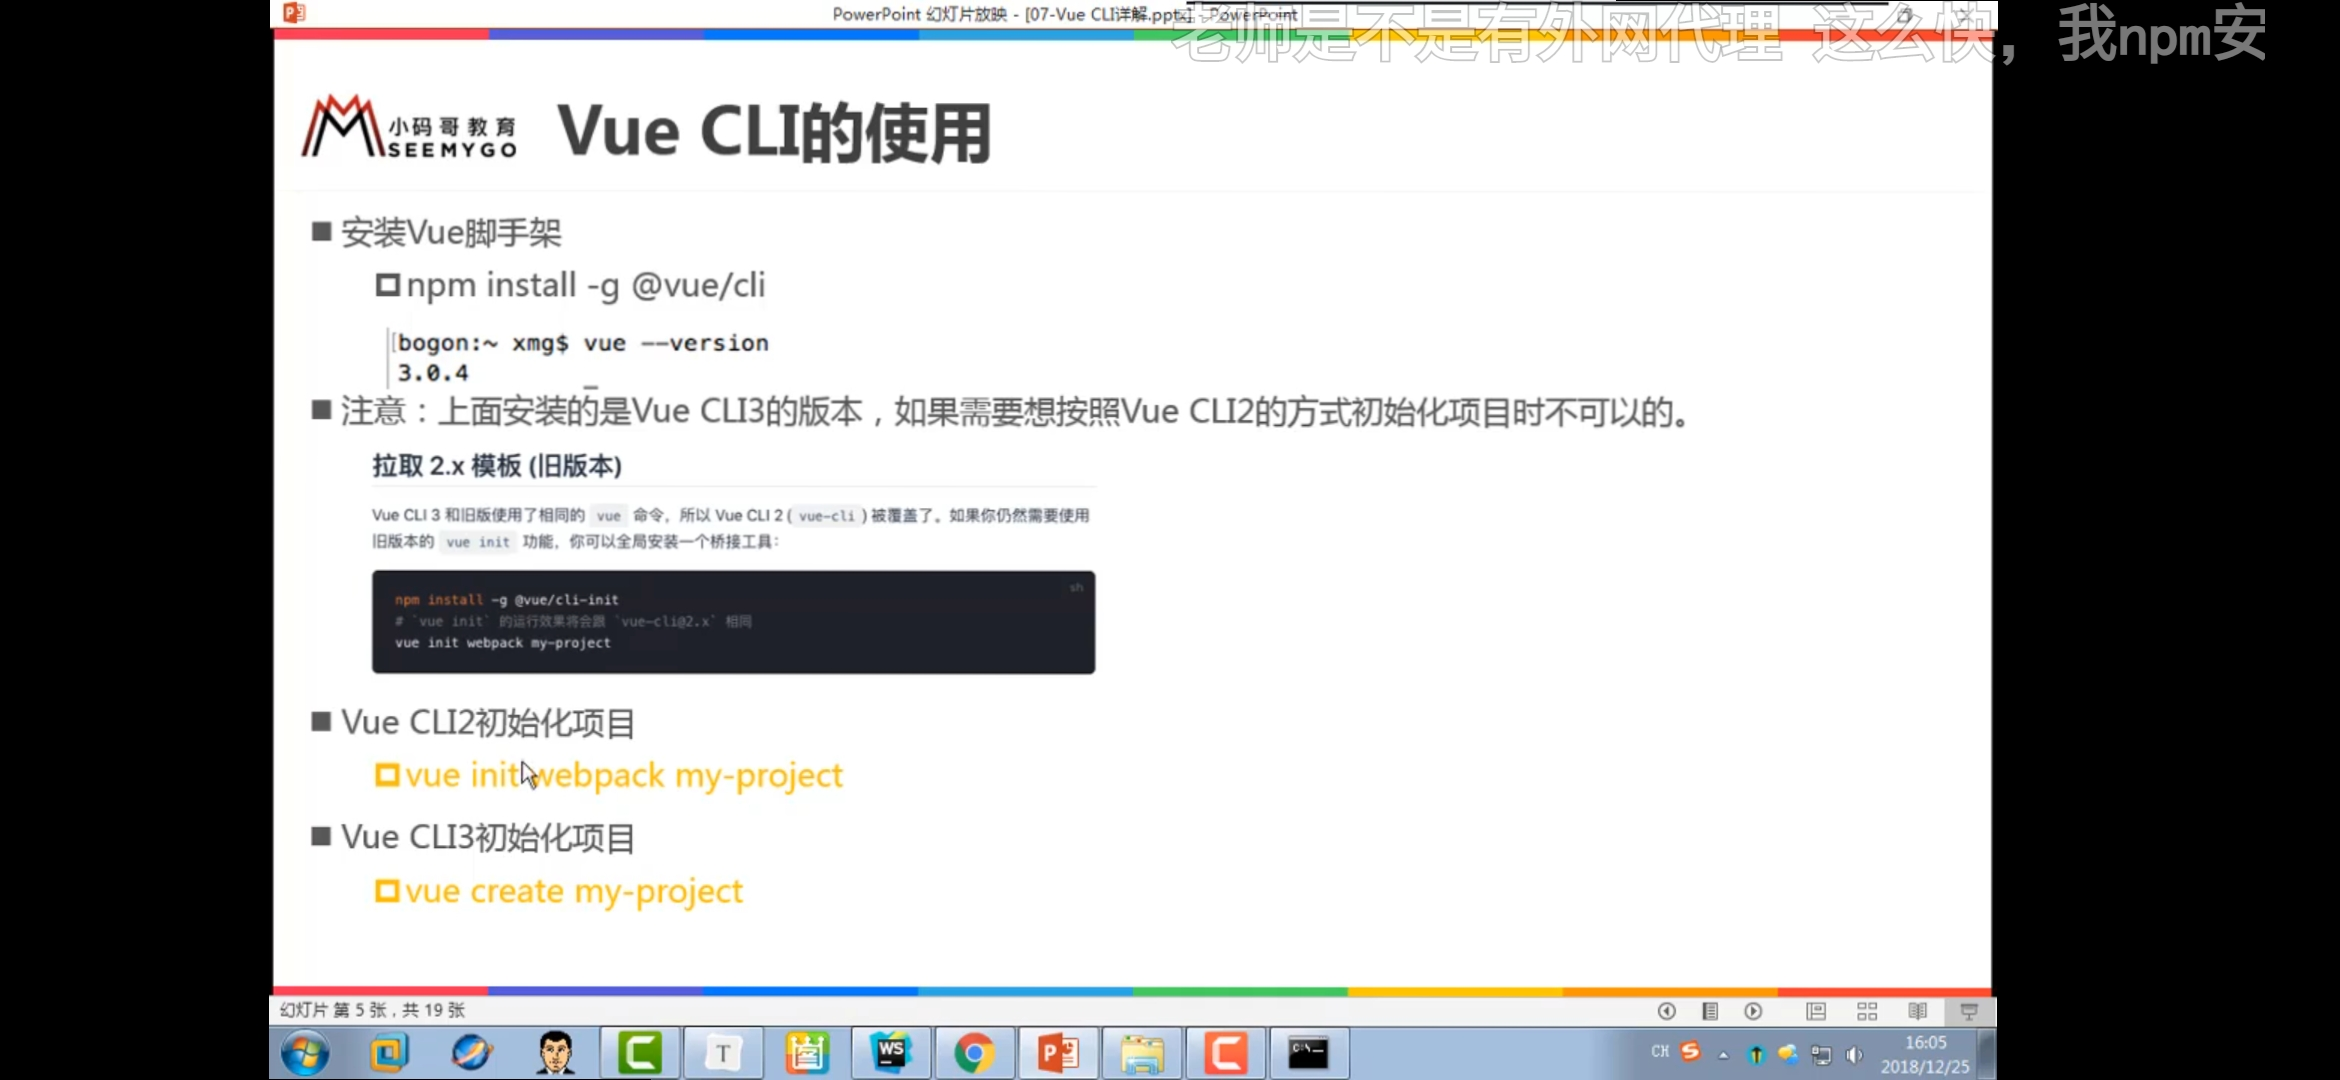 PowerPoint 幻灯片放映 - [07-Vue CLI详解.pptx] - PowerPoint
老师是不是有外网代理 这么快，我npm安
小码哥教育
SEEMYGO
Vue CLI的使用
安装Vue脚手架
npm install -g @vue/cli
[bogon:~ xmg$ vue --version
3.0.4
注意：上面安装的是Vue CLI3的版本，如果需要想按照Vue CLI2的方式初始化项目时不可以的。
拉取 2.x 模板 (旧版本)
Vue CLI 3 和旧版使用了相同的 vue 命令，所以 Vue CLI 2 ( vue-cli ) 被覆盖了。如果你仍然需要使用
旧版本的 vue init 功能，你可以全局安装一个桥接工具：
sh
npm install -g @vue/cli-init
# `vue init` 的运行效果将会跟 `vue-cli@2.x` 相同
vue init webpack my-project
Vue CLI2初始化项目
vue init webpack my-project
Vue CLI3初始化项目
vue create my-project
幻灯片 第 5 张，共 19 张
CH
16:05
2018/12/25